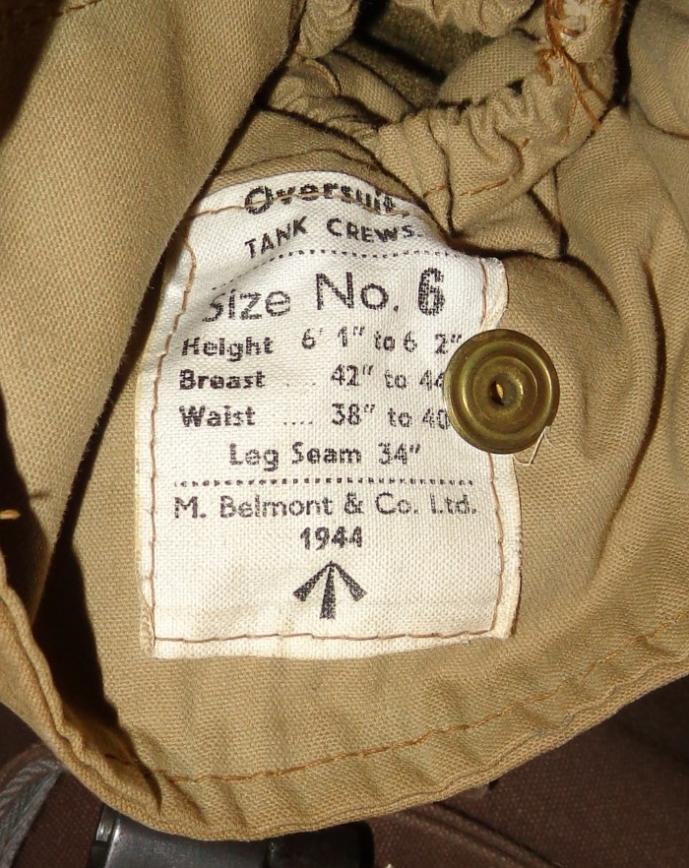 Oversuit,
TANK CREWS.
Size No. 6
Height 6' 1" to 6 2"
Breast .... 42" to 44
Waist .... 38" to 40
Leg Seam 34"
M. Belmont & Co. Ltd.
1944